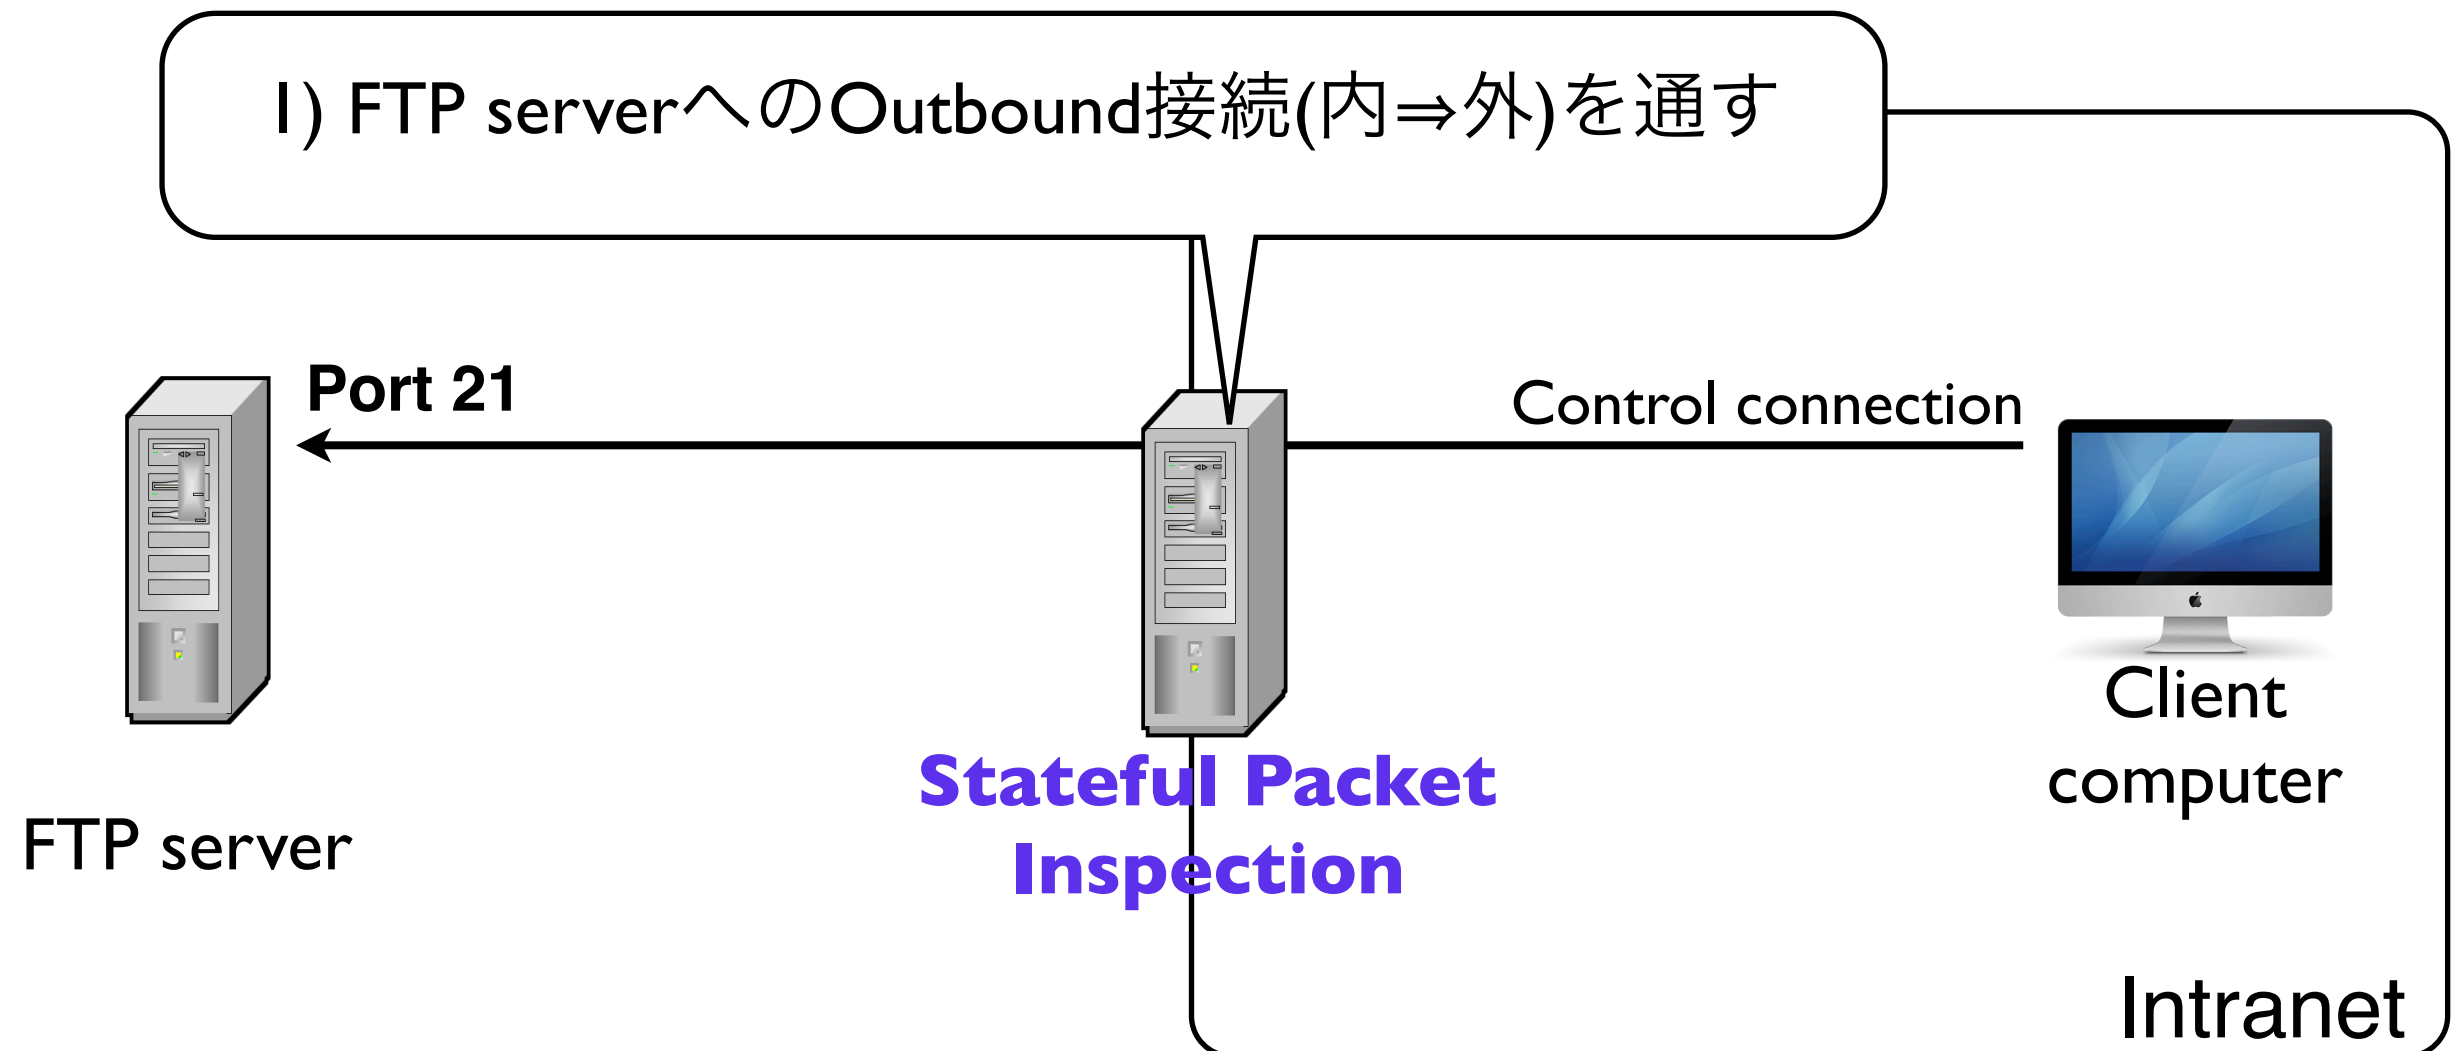 1) FTP serverへのOutbound接続(内⇒外)を通す
Port 21
Control connection
Client
computer
Stateful Packet
Inspection
FTP server
Intranet